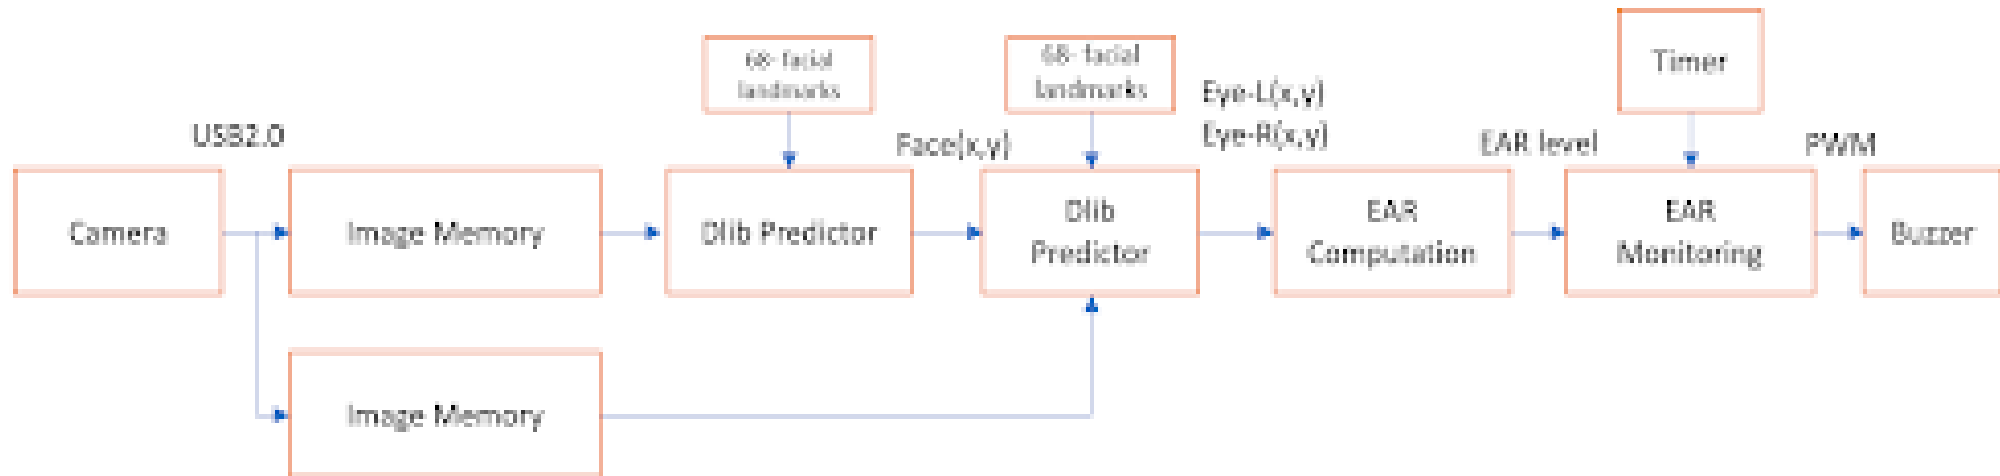 68- facial
landmarks
68- facial
landmarks
Timer
Eye-L(x,y)
Eye-R(x,y)
USB2.0
Face(x,y)
EAR level
PWM
Camera
Image Memory
Dlib Predictor
Dlib
Predictor
EAR
Computation
EAR
Monitoring
Buzzer
Image Memory